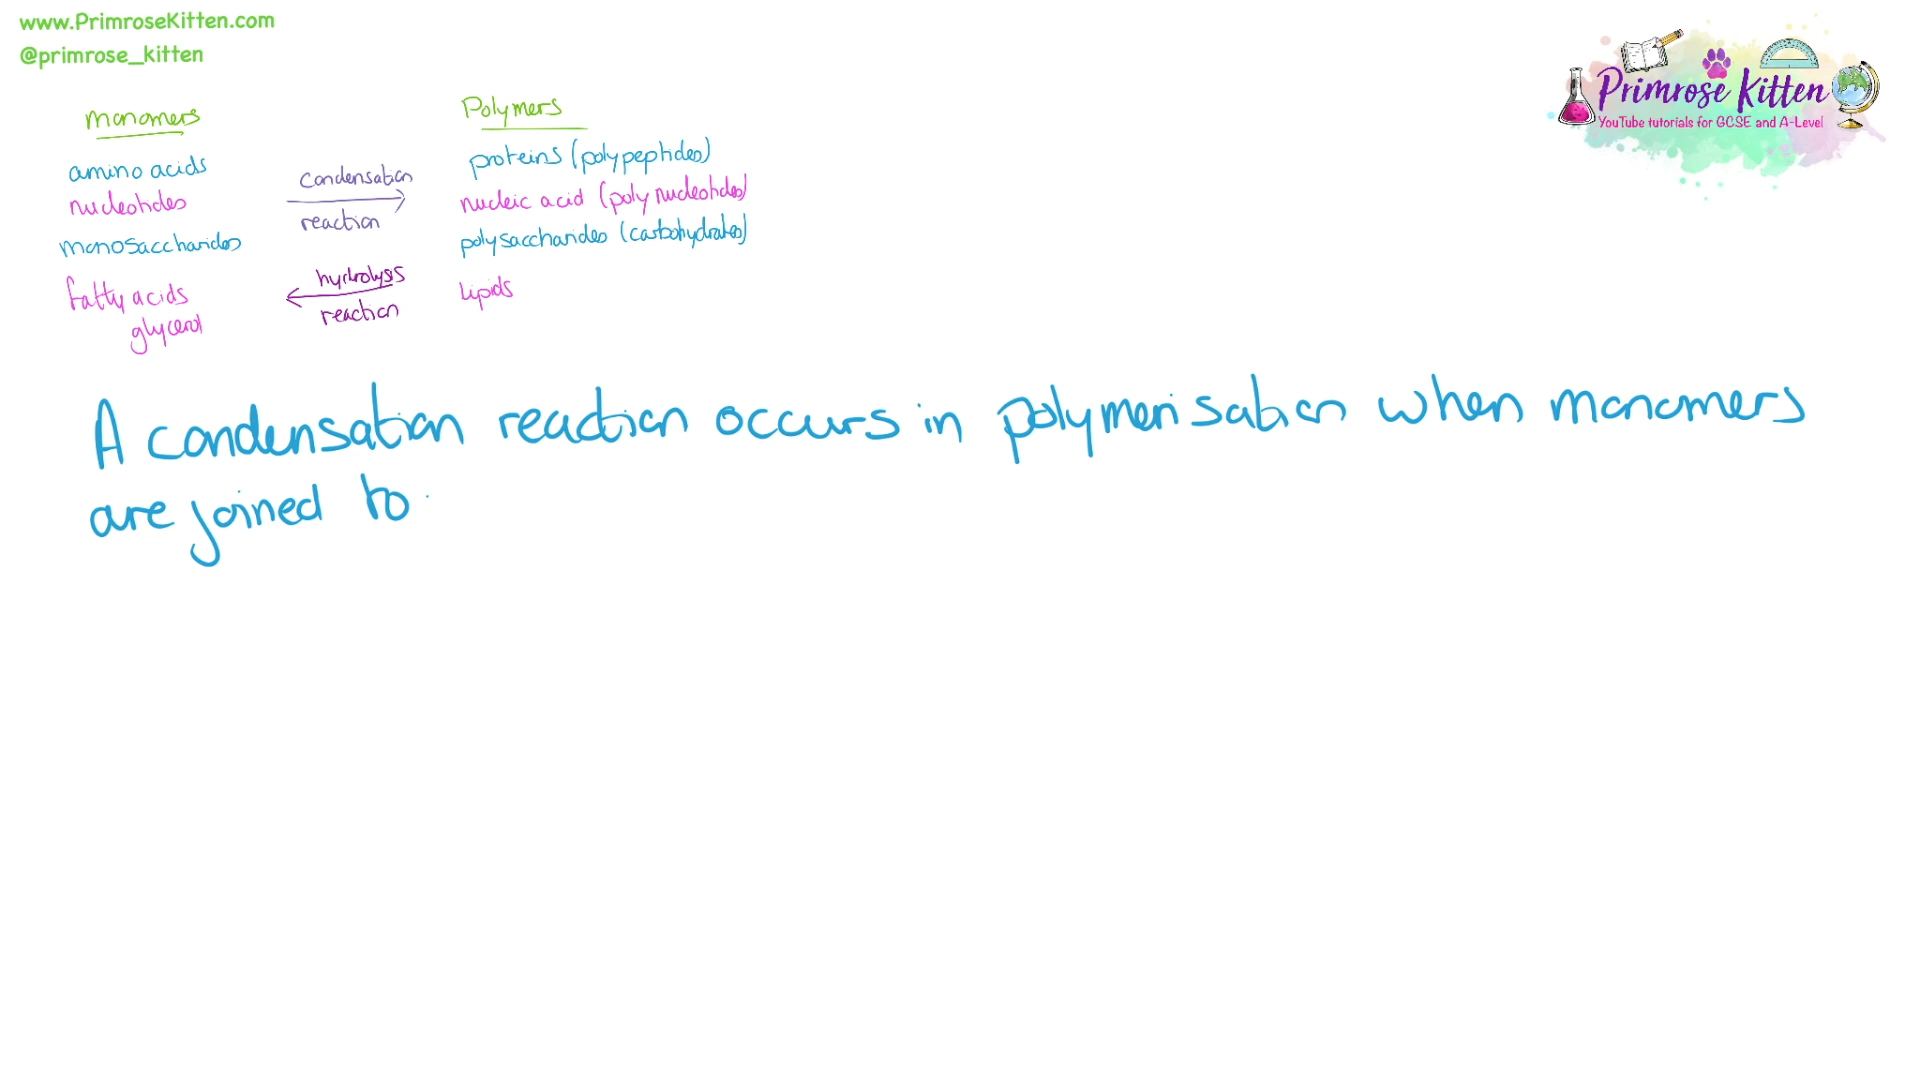 www.PrimroseKitten.com
@primrose_kitten
Primrose Kitten
YouTube tutorials for GCSE and A-Level
monomers
Polymers
amino acids
proteins (polypeptides)
condensation
nucleotides
nucleic acid (polynucleotides)
reaction
monosaccharides
polysaccharides (carbohydrates)
hydrolysis
fatty acids
lipids
reaction
glycerol
A condensation reaction occurs in polymerisation when monomers
are joined to